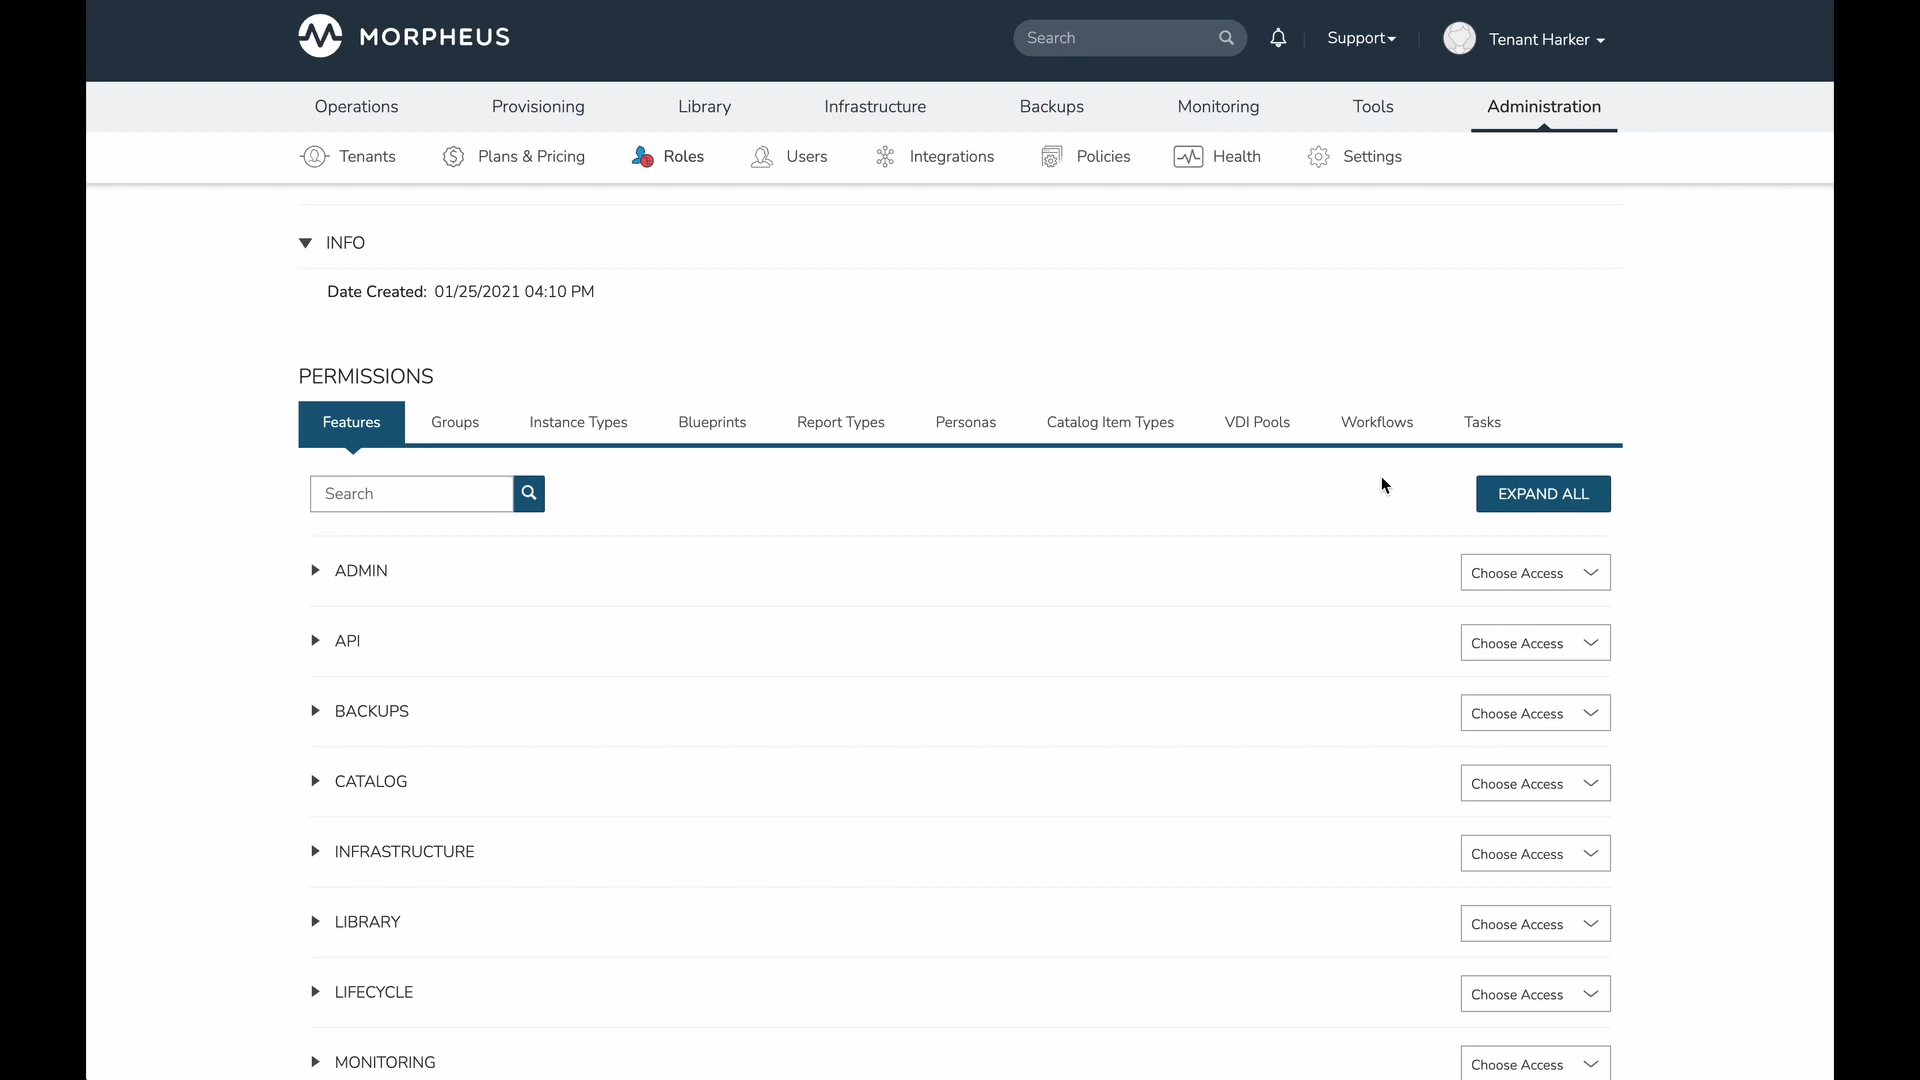 MORPHEUS
Search
Support
Tenant Harker
Operations
Provisioning
Library
Infrastructure
Backups
Monitoring
Tools
Administration
Tenants
Plans & Pricing
Roles
Users
Integrations
Policies
Health
Settings
INFO
Date Created: 01/25/2021 04:10 PM
PERMISSIONS
Features
Groups
Instance Types
Blueprints
Report Types
Personas
Catalog Item Types
VDI Pools
Workflows
Tasks
Search
EXPAND ALL
ADMIN
Choose Access
API
Choose Access
BACKUPS
Choose Access
CATALOG
Choose Access
INFRASTRUCTURE
Choose Access
LIBRARY
Choose Access
LIFECYCLE
Choose Access
MONITORING
Choose Access